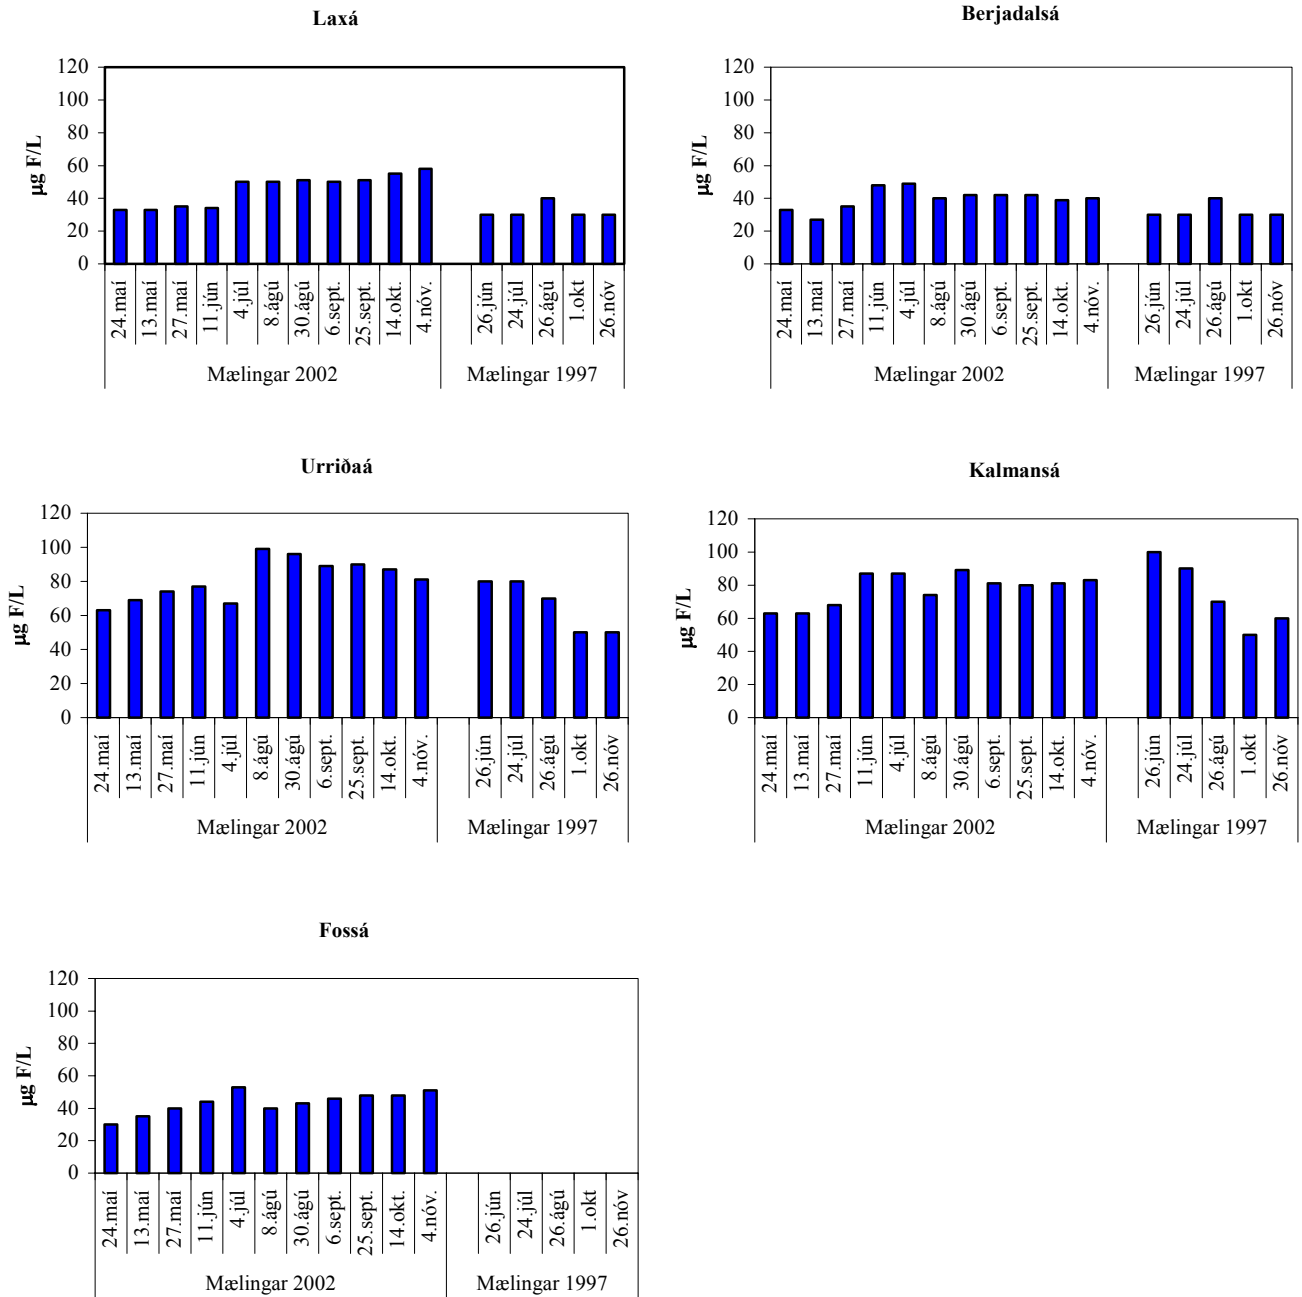 Laxá
µg F/L
120
100
80
60
40
20
0
24.maí
13.maí
27.maí
11.jún
4.júl
8.ágú
30.ágú
6.sept.
25.sept.
14.okt.
4.nóv.
26.jún
24.júl
26.ágú
1.okt
26.nóv
Mælingar 2002
Mælingar 1997
Berjadalsá
µg F/L
120
100
80
60
40
20
0
24.maí
13.maí
27.maí
11.jún
4.júl
8.ágú
30.ágú
6.sept.
25.sept.
14.okt.
4.nóv.
26.jún
24.júl
26.ágú
1.okt
26.nóv
Mælingar 2002
Mælingar 1997
Urriðaá
µg F/L
120
100
80
60
40
20
0
24.maí
13.maí
27.maí
11.jún
4.júl
8.ágú
30.ágú
6.sept.
25.sept.
14.okt.
4.nóv.
26.jún
24.júl
26.ágú
1.okt
26.nóv
Mælingar 2002
Mælingar 1997
Kalmansá
µg F/L
120
100
80
60
40
20
0
24.maí
13.maí
27.maí
11.jún
4.júl
8.ágú
30.ágú
6.sept.
25.sept.
14.okt.
4.nóv.
26.jún
24.júl
26.ágú
1.okt
26.nóv
Mælingar 2002
Mælingar 1997
Fossá
µg F/L
120
100
80
60
40
20
0
24.maí
13.maí
27.maí
11.jún
4.júl
8.ágú
30.ágú
6.sept.
25.sept.
14.okt.
4.nóv.
26.jún
24.júl
26.ágú
1.okt
26.nóv
Mælingar 2002
Mælingar 1997